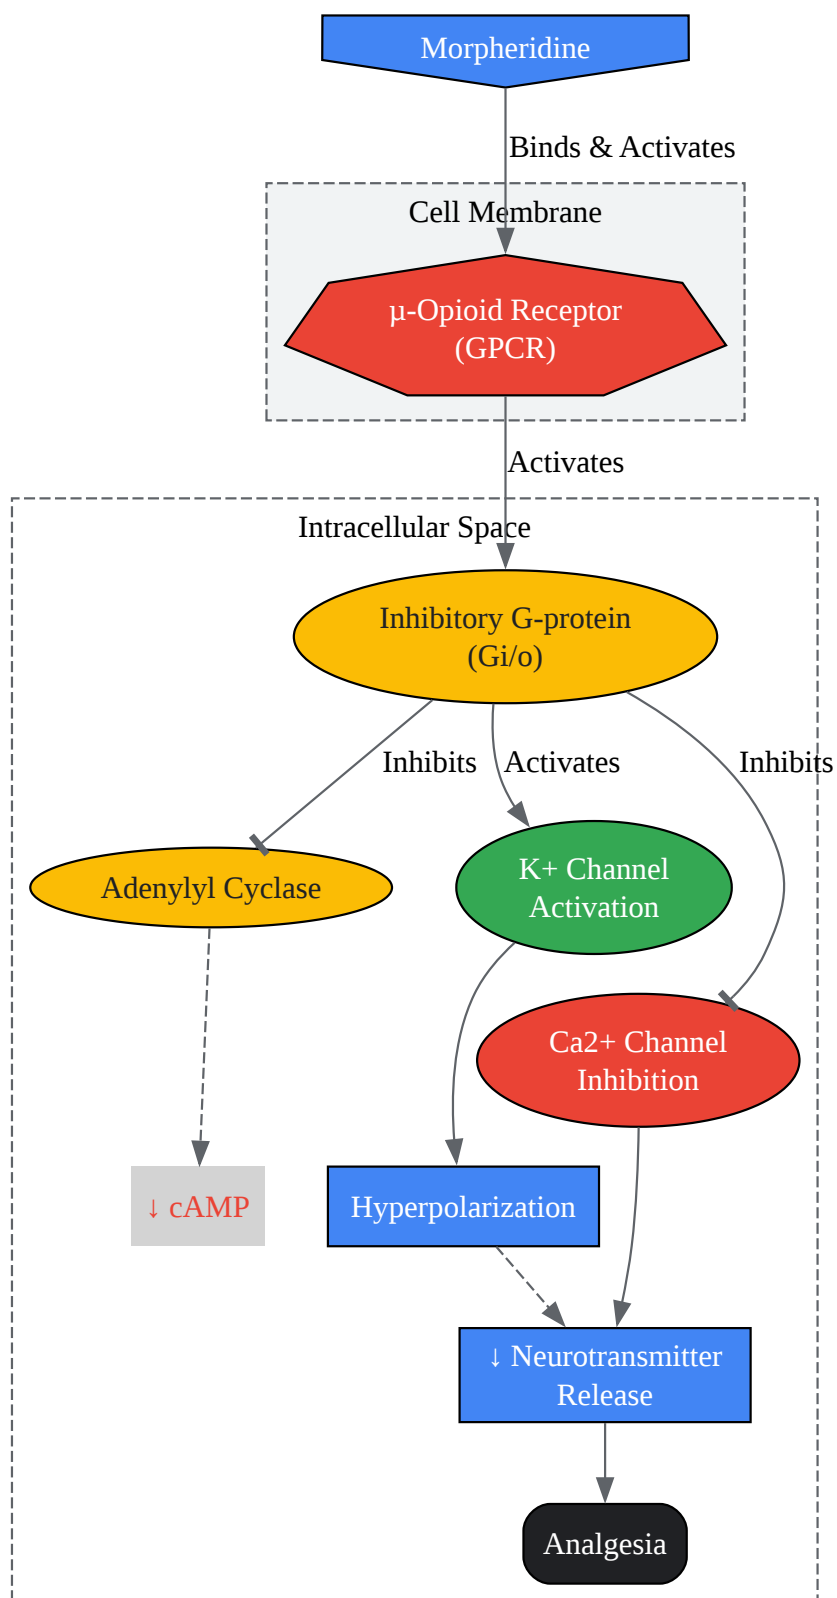 Morpheridine
Binds & Activates
Cell Membrane
µ-Opioid Receptor
(GPCR)
Activates
Intracellular Space
Inhibitory G-protein
(Gi/o)
Inhibits
Activates
Inhibits
Adenylyl Cyclase
K+ Channel
Activation
Ca2+ Channel
Inhibition
↓ cAMP
Hyperpolarization
↓ Neurotransmitter
Release
Analgesia